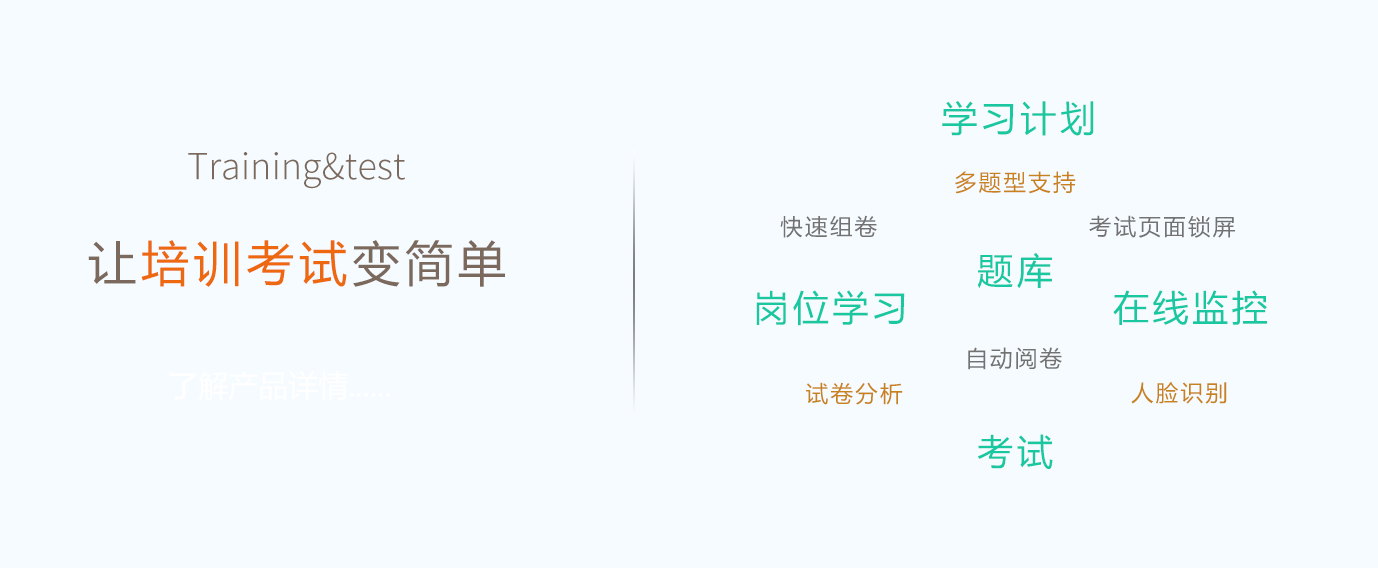 Training&test
让培训考试变简单
了解产品详情......
学习计划
多题型支持
快速组卷
考试页面锁屏
题库
岗位学习
在线监控
自动阅卷
试卷分析
人脸识别
考试